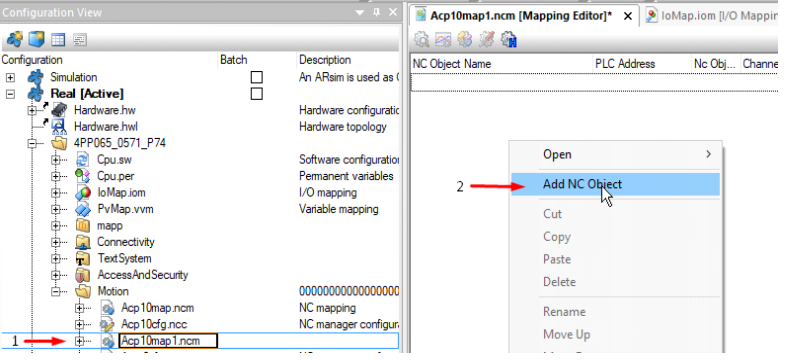 Configuration View
Acp10map1.ncm [Mapping Editor]*
IoMap.iom [I/O Mappin
Configuration Batch Description
Simulation An ARsim is used as
Real [Active]
Hardware.hw Hardware configuratic
Hardware.hwl Hardware topology
4PP065_0571_P74
Cpu.sw Software configuration
Cpu.per Permanent variables
IoMap.iom I/O mapping
PvMap.vvm Variable mapping
mapp
Connectivity
TextSystem
AccessAndSecurity
Motion 0000000000000000
Acp10map.ncm NC mapping
Acp10cfg.ncc NC manager configur
1 Acp10map1.ncm
NC Object Name PLC Address Nc Obj... Channe
Open
2 Add NC Object
Cut
Copy
Paste
Delete
Rename
Move Up